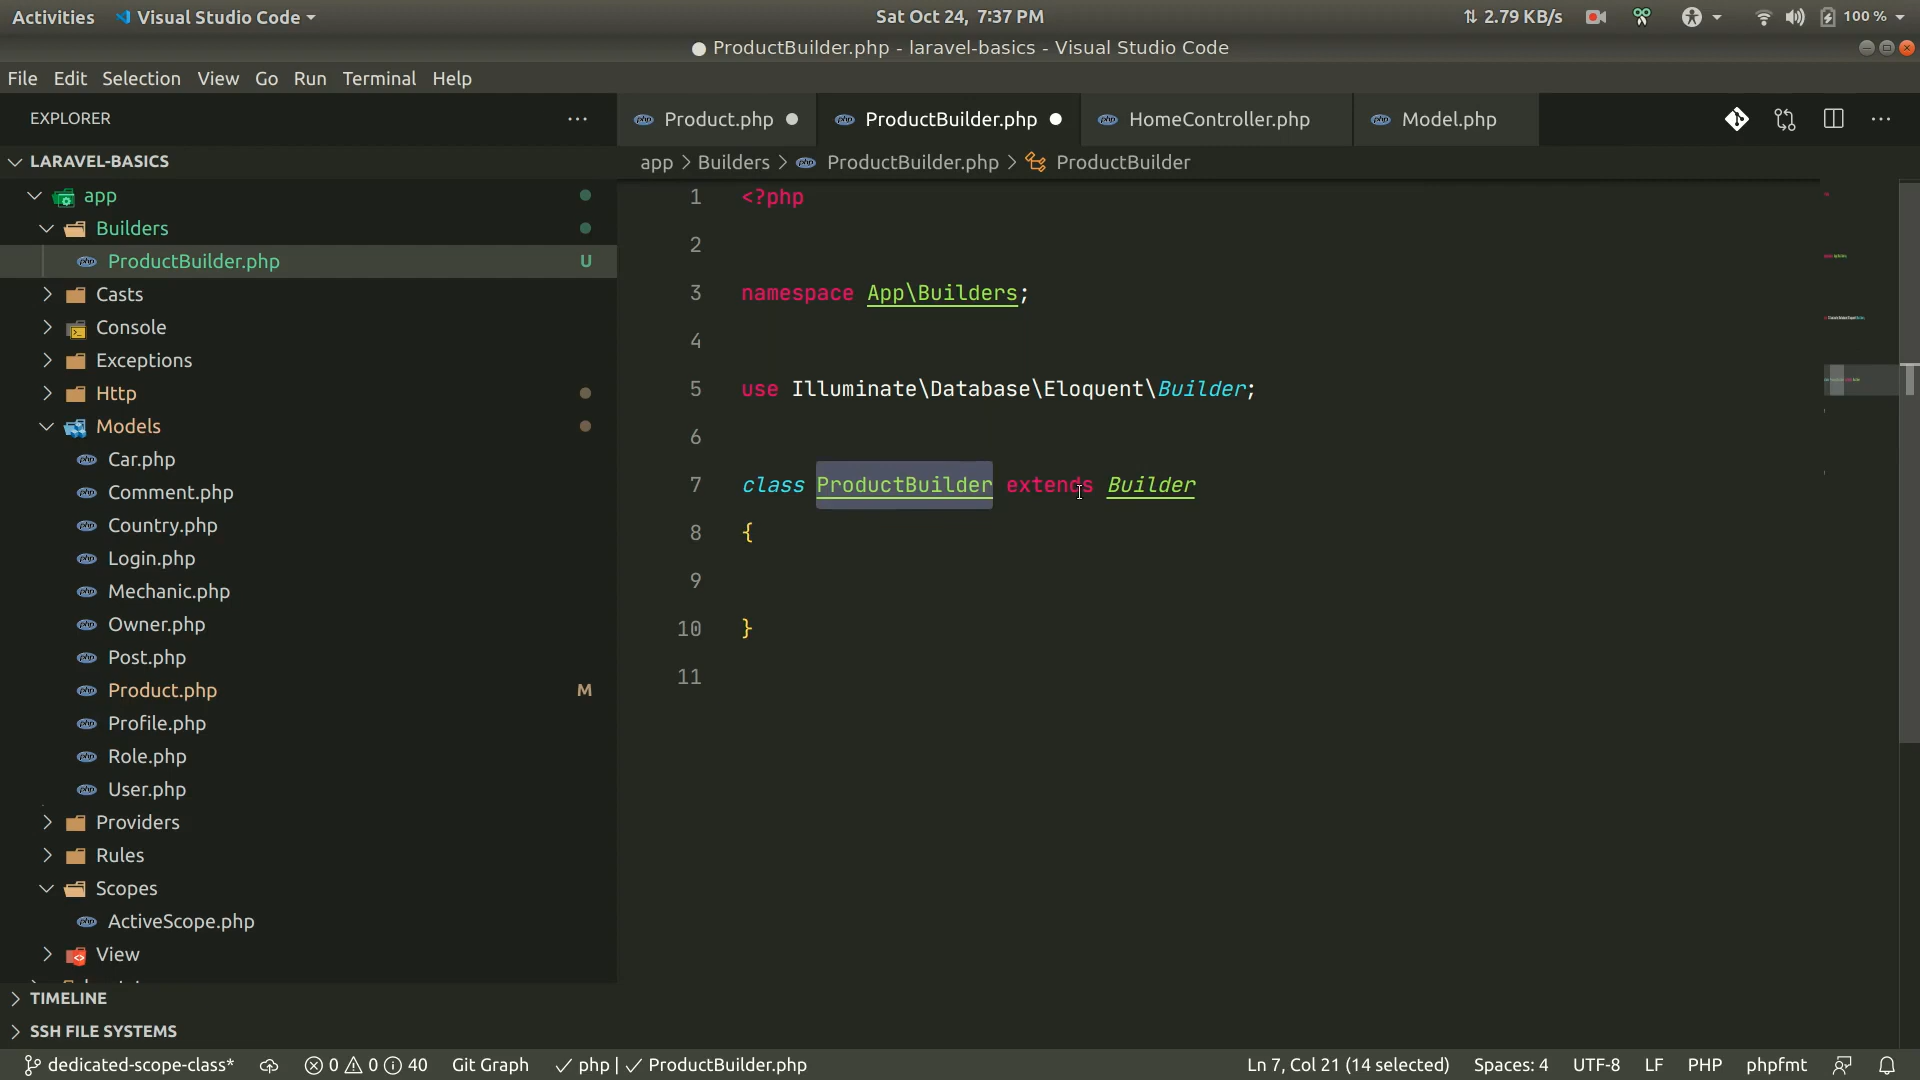 Activities Visual Studio Code Sat Oct 24, 7:37 PM 2.79 KB/s 100 %
ProductBuilder.php - laravel-basics - Visual Studio Code
File Edit Selection View Go Run Terminal Help
EXPLORER
Product.php ProductBuilder.php HomeController.php Model.php
LARAVEL-BASICS
app > Builders > ProductBuilder.php > ProductBuilder
app
Builders
ProductBuilder.php U
Casts
Console
Exceptions
Http
Models
Car.php
Comment.php
Country.php
Login.php
Mechanic.php
Owner.php
Post.php
Product.php M
Profile.php
Role.php
User.php
Providers
Rules
Scopes
ActiveScope.php
View
TIMELINE
SSH FILE SYSTEMS
1 <?php
2
3 namespace App\Builders;
4
5 use Illuminate\Database\Eloquent\Builder;
6
7 class ProductBuilder extends Builder
8 {
9
10 }
11
dedicated-scope-class* 0 0 40 Git Graph php | ProductBuilder.php Ln 7, Col 21 (14 selected) Spaces: 4 UTF-8 LF PHP phpfmt